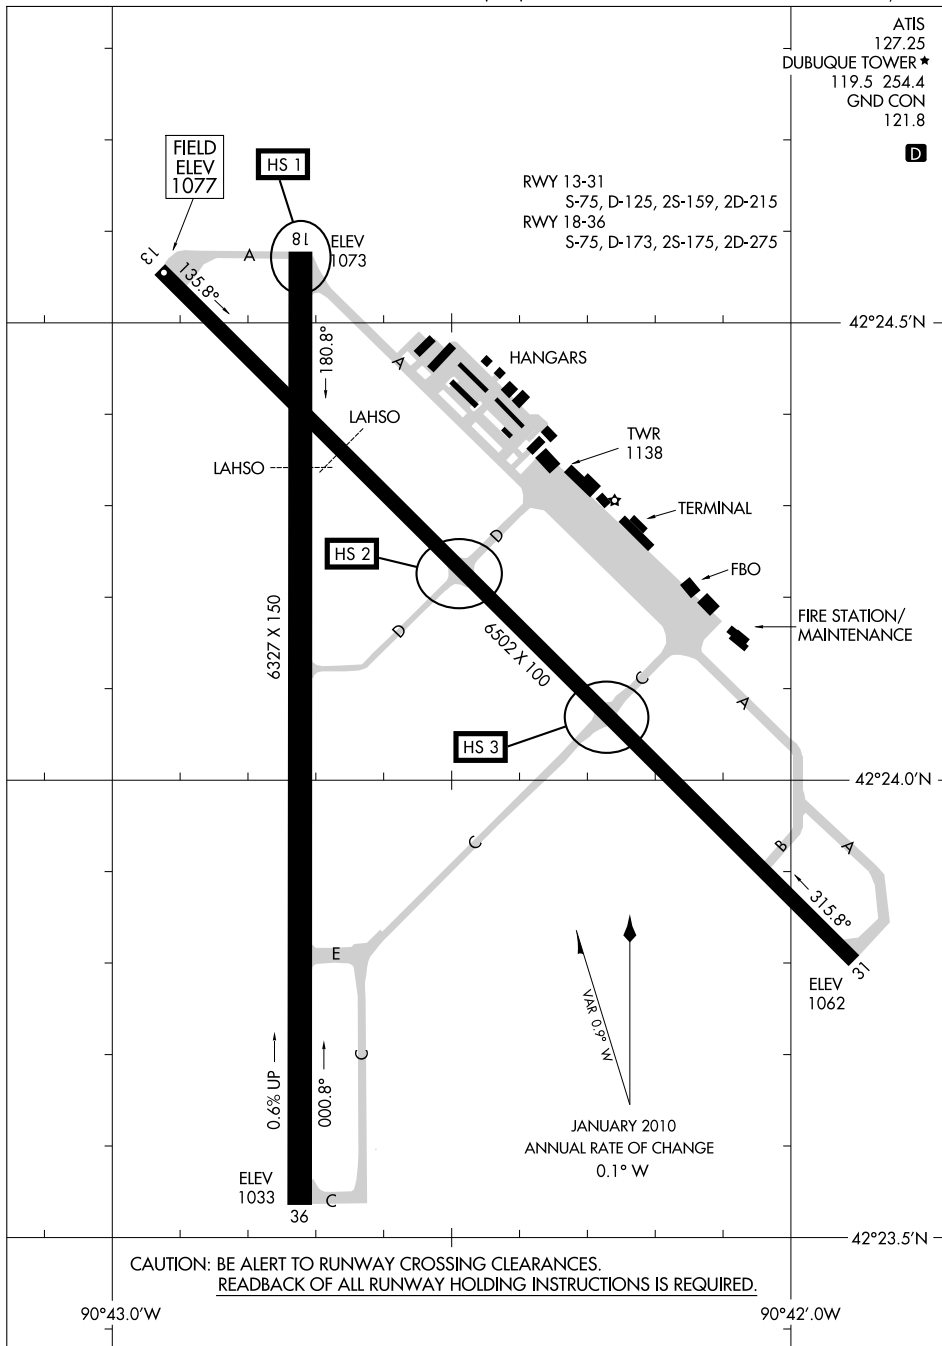 ATIS
127.25
DUBUQUE TOWER★
119.5 254.4
GND CON
121.8
D
FIELD
ELEV
1077
HS 1
RWY 13-31
S-75, D-125, 2S-159, 2D-215
RWY 18-36
S-75, D-173, 2S-175, 2D-275
13
135.8°
A
18
ELEV
1073
180.8°
42°24.5'N
A
HANGARS
LAHSO
LAHSO
TWR
1138
TERMINAL
D
HS 2
FBO
D
6327 X 150
6502 X 100
FIRE STATION/
MAINTENANCE
C
A
HS 3
42°24.0'N
C
B
A
315.8°
E
31
ELEV
1062
VAR 0.9° W
0.6% UP
000.8°
C
JANUARY 2010
ANNUAL RATE OF CHANGE
0.1° W
ELEV
1033
C
36
42°23.5'N
CAUTION: BE ALERT TO RUNWAY CROSSING CLEARANCES.
READBACK OF ALL RUNWAY HOLDING INSTRUCTIONS IS REQUIRED.
90°43.0'W
90°42'.0W